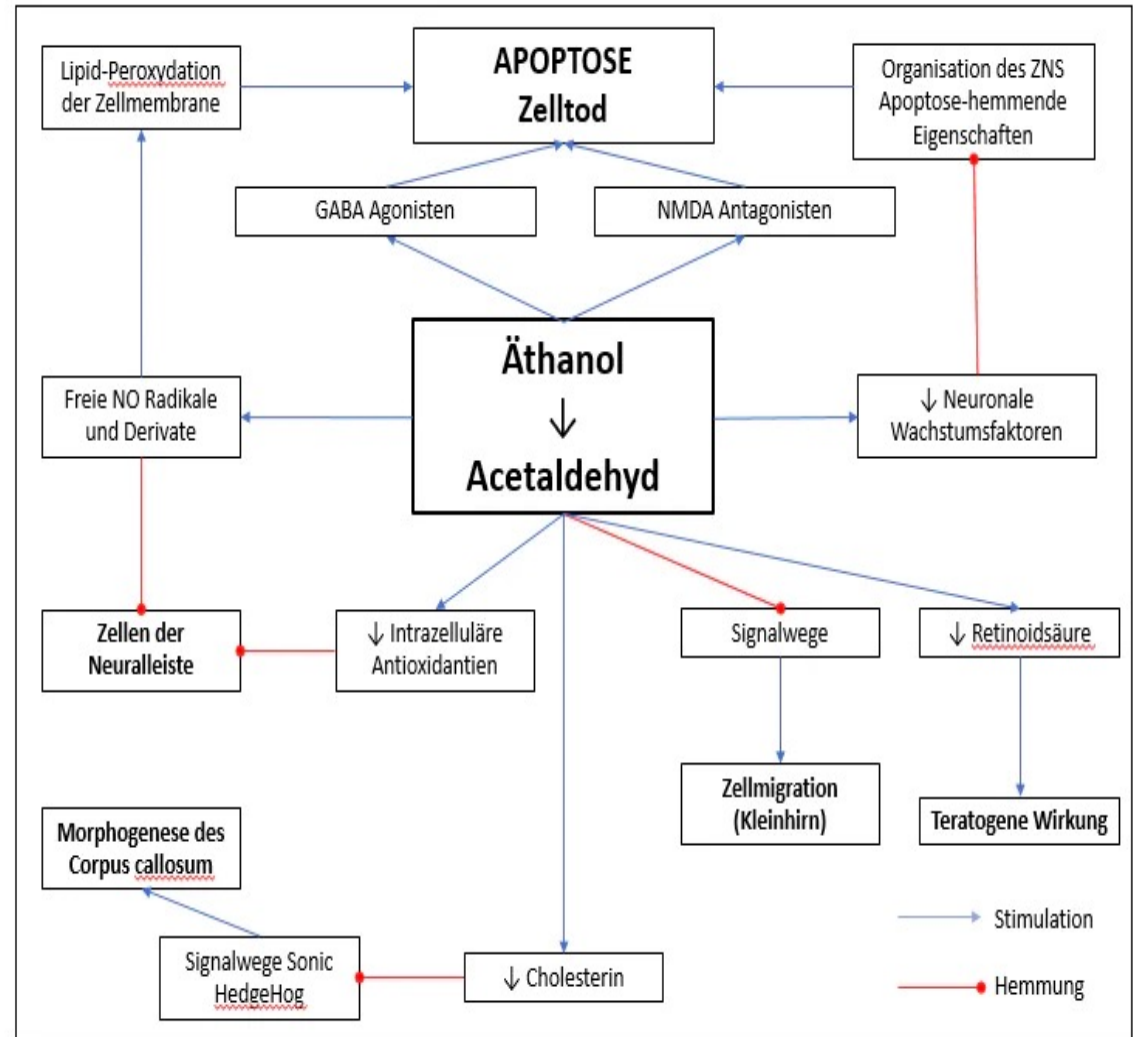 Lipid-Peroxydation
der Zellmembrane
APOPTOSE
Zelltod
Organisation des ZNS
Apoptose-hemmende
Eigenschaften
GABA Agonisten
NMDA Antagonisten
Äthanol
↓
Acetaldehyd
Freie NO Radikale
und Derivate
↓ Neuronale
Wachstumsfaktoren
Zellen der
Neuralleiste
↓ Intrazelluläre
Antioxidantien
Signalwege
↓ Retinoidsäure
Zellmigration
(Kleinhirn)
Teratogene Wirkung
Morphogenese des
Corpus callosum
Signalwege Sonic
HedgeHog
↓ Cholesterin
Stimulation
Hemmung